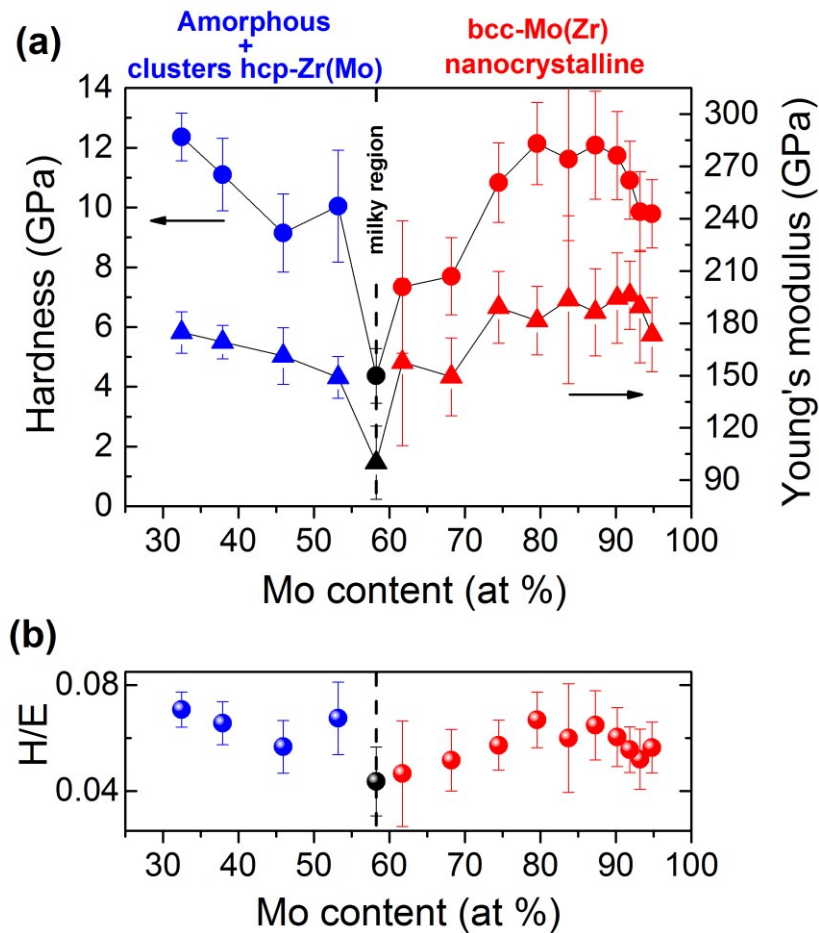 (a)
Amorphous
+
clusters hcp-Zr(Mo)
bcc-Mo(Zr)
nanocrystalline
Hardness (GPa)
14
12
10
8
6
4
2
0
milky region
300
270
240
210
180
150
120
90
Young's modulus (GPa)
30 40 50 60 70 80 90 100
Mo content (at %)
(b)
H/E
0.08
0.04
30 40 50 60 70 80 90 100
Mo content (at %)